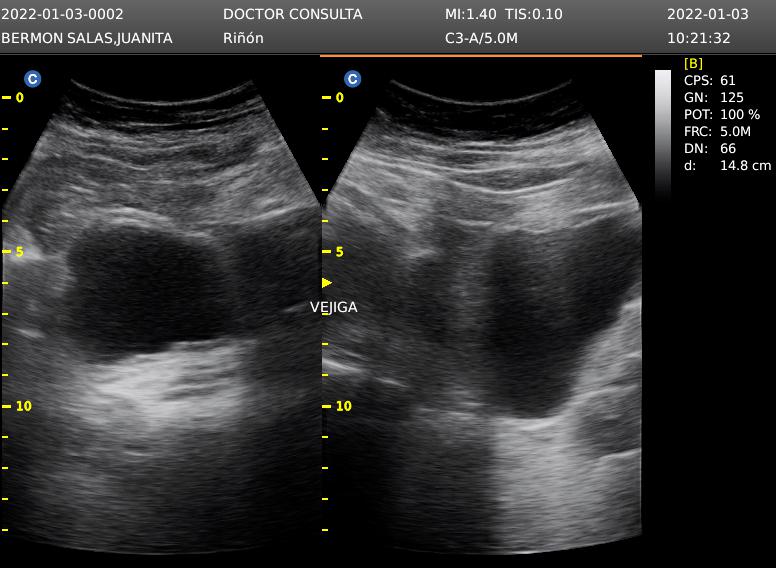 2022-01-03-0002 DOCTOR CONSULTA MI:1.40 TIS:0.10 2022-01-03
BERMON SALAS,JUANITA Riñón C3-A/5.0M 10:21:32
[B]
C C CPS: 61
0 0 GN: 125
POT: 100 %
FRC: 5.0M
DN: 66
d: 14.8 cm
5 5
VEJIGA
10 10